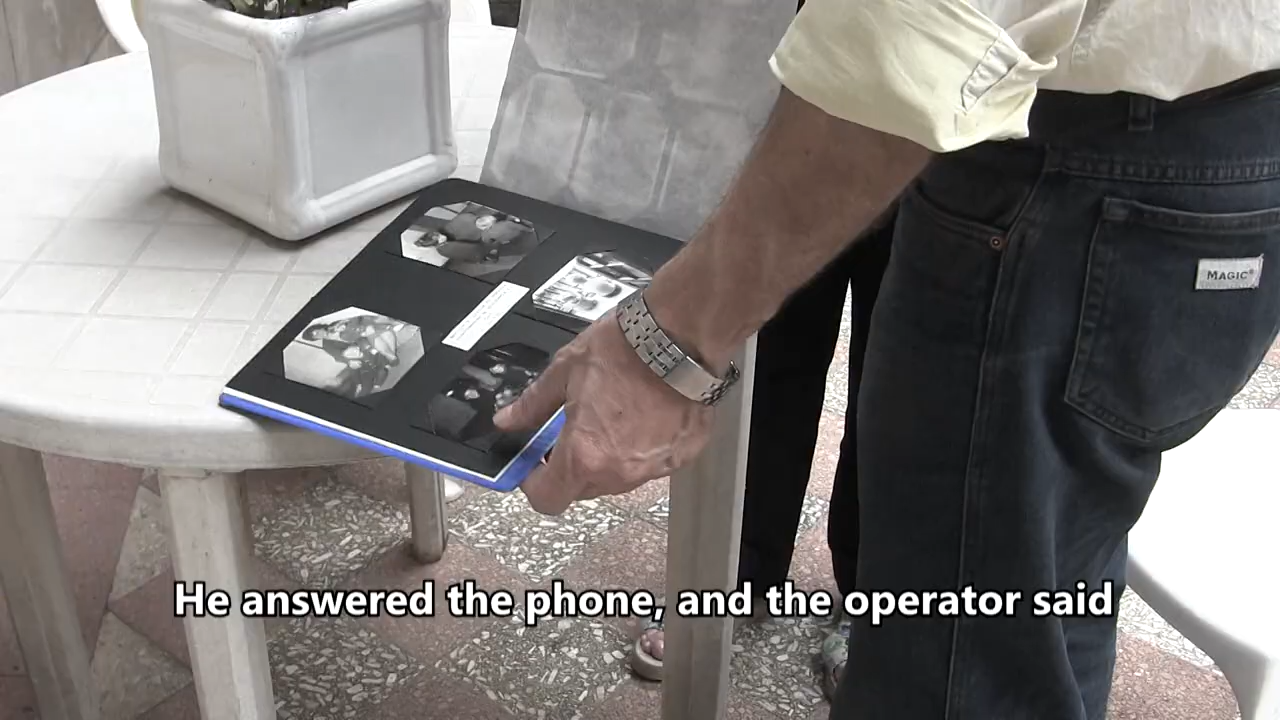 MAGIC®
He answered the phone, and the operator said